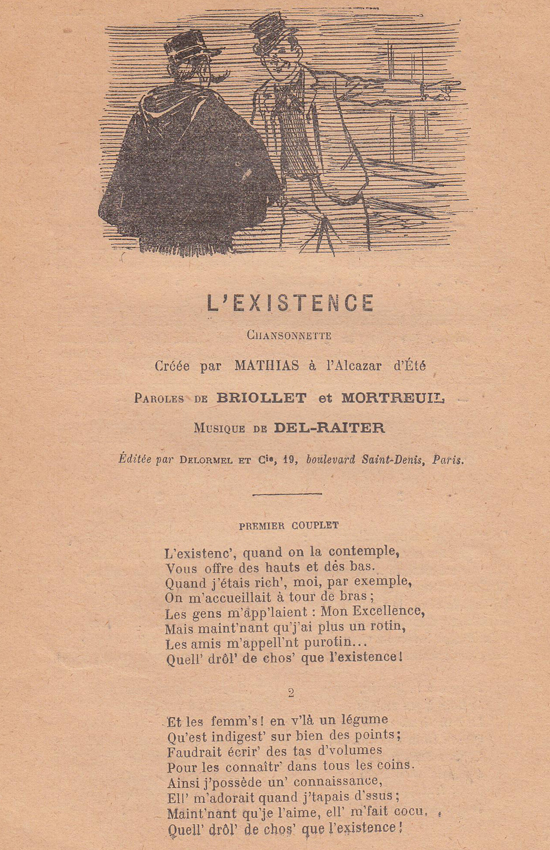 L'EXISTENCE
CHANSONNETTE
Créée par MATHIAS à l'Alcazar d'Été
PAROLES DE BRIOLLET et MORTREUIL
MUSIQUE DE DEL-RAITER
Éditée par DELORMEL ET Cie, 19, boulevard Saint-Denis, Paris.
PREMIER COUPLET
L'existenc', quand on la contemple,
Vous offre des hauts et dés bas.
Quand j'étais rich', moi, par exemple,
On m'accueillait à tour de bras ;
Les gens m'app'laient : Mon Excellence,
Mais maint'nant qu'j'ai plus un rotin,
Les amis m'appell'nt purotin...
Quell' drôl' de chos' que l'existence !
2
Et les femm's ! en v'là un légume
Qu'est indigest' sur bien des points ;
Faudrait écrir' des tas d'volumes
Pour les connaîtr' dans tous les coins.
Ainsi j'possède un' connaissance,
Ell' m'adorait quand j'tapais d'ssus ;
Maint'nant qu'je l'aime, ell' m'fait cocu.
Quell' drôl' de chos' que l'existence !